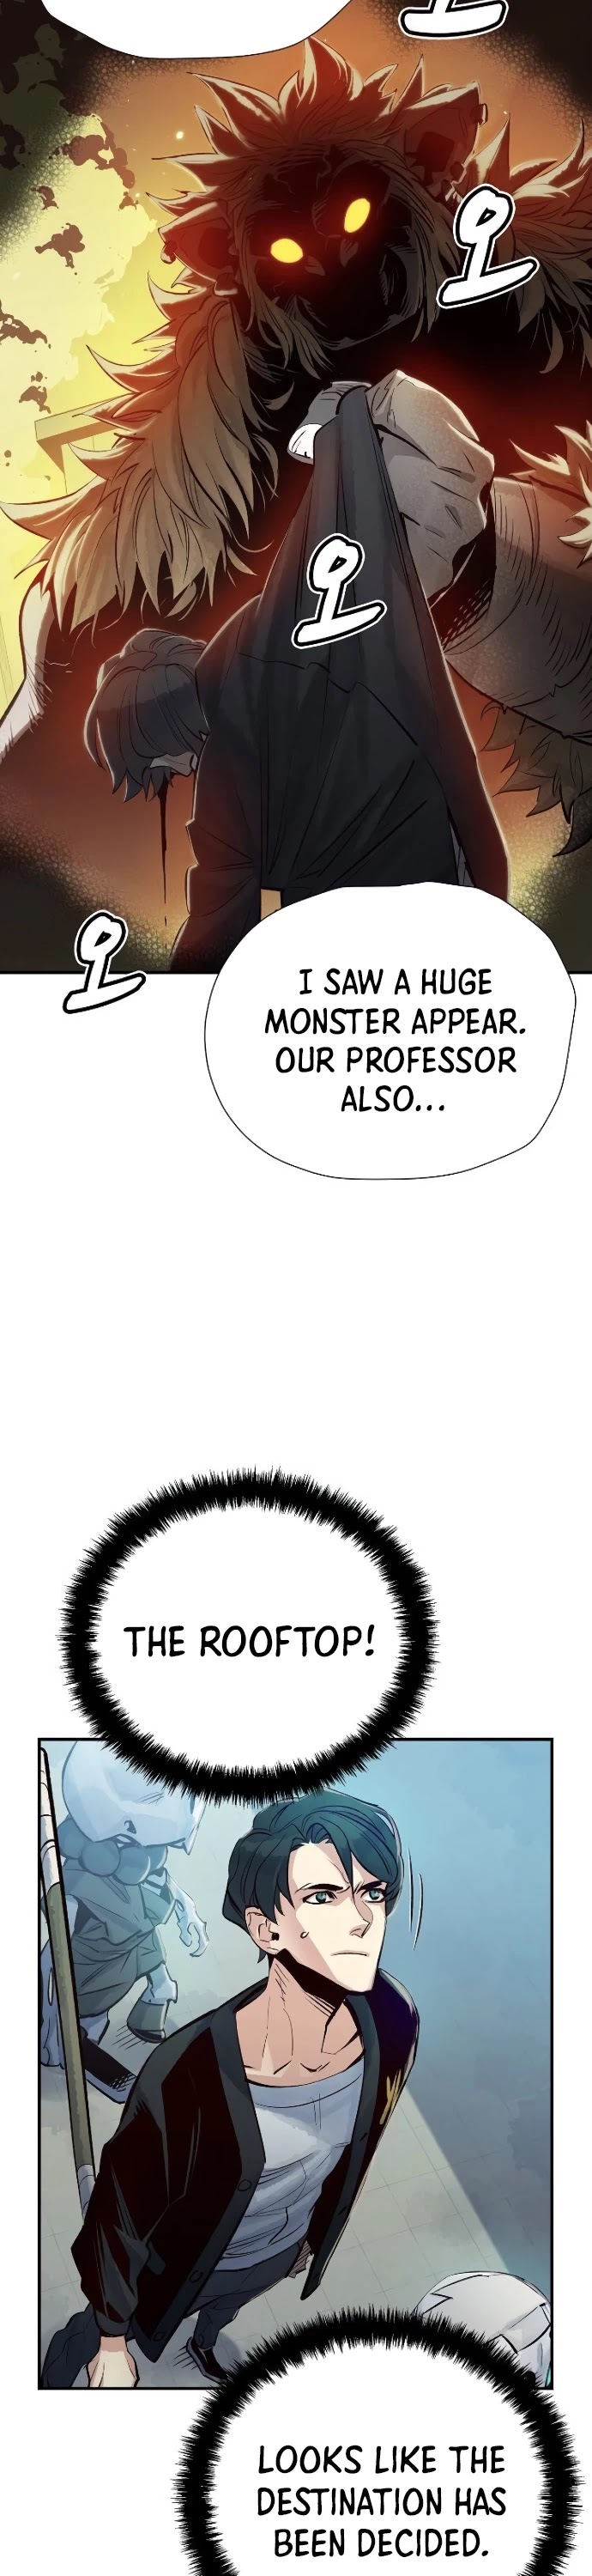 오
오
오
오
I SAW A HUGE
MONSTER APPEAR.
OUR PROFESSOR
ALSO...
THE ROOFTOP!
LOOKS LIKE THE
DESTINATION HAS
BEEN DECIDED.